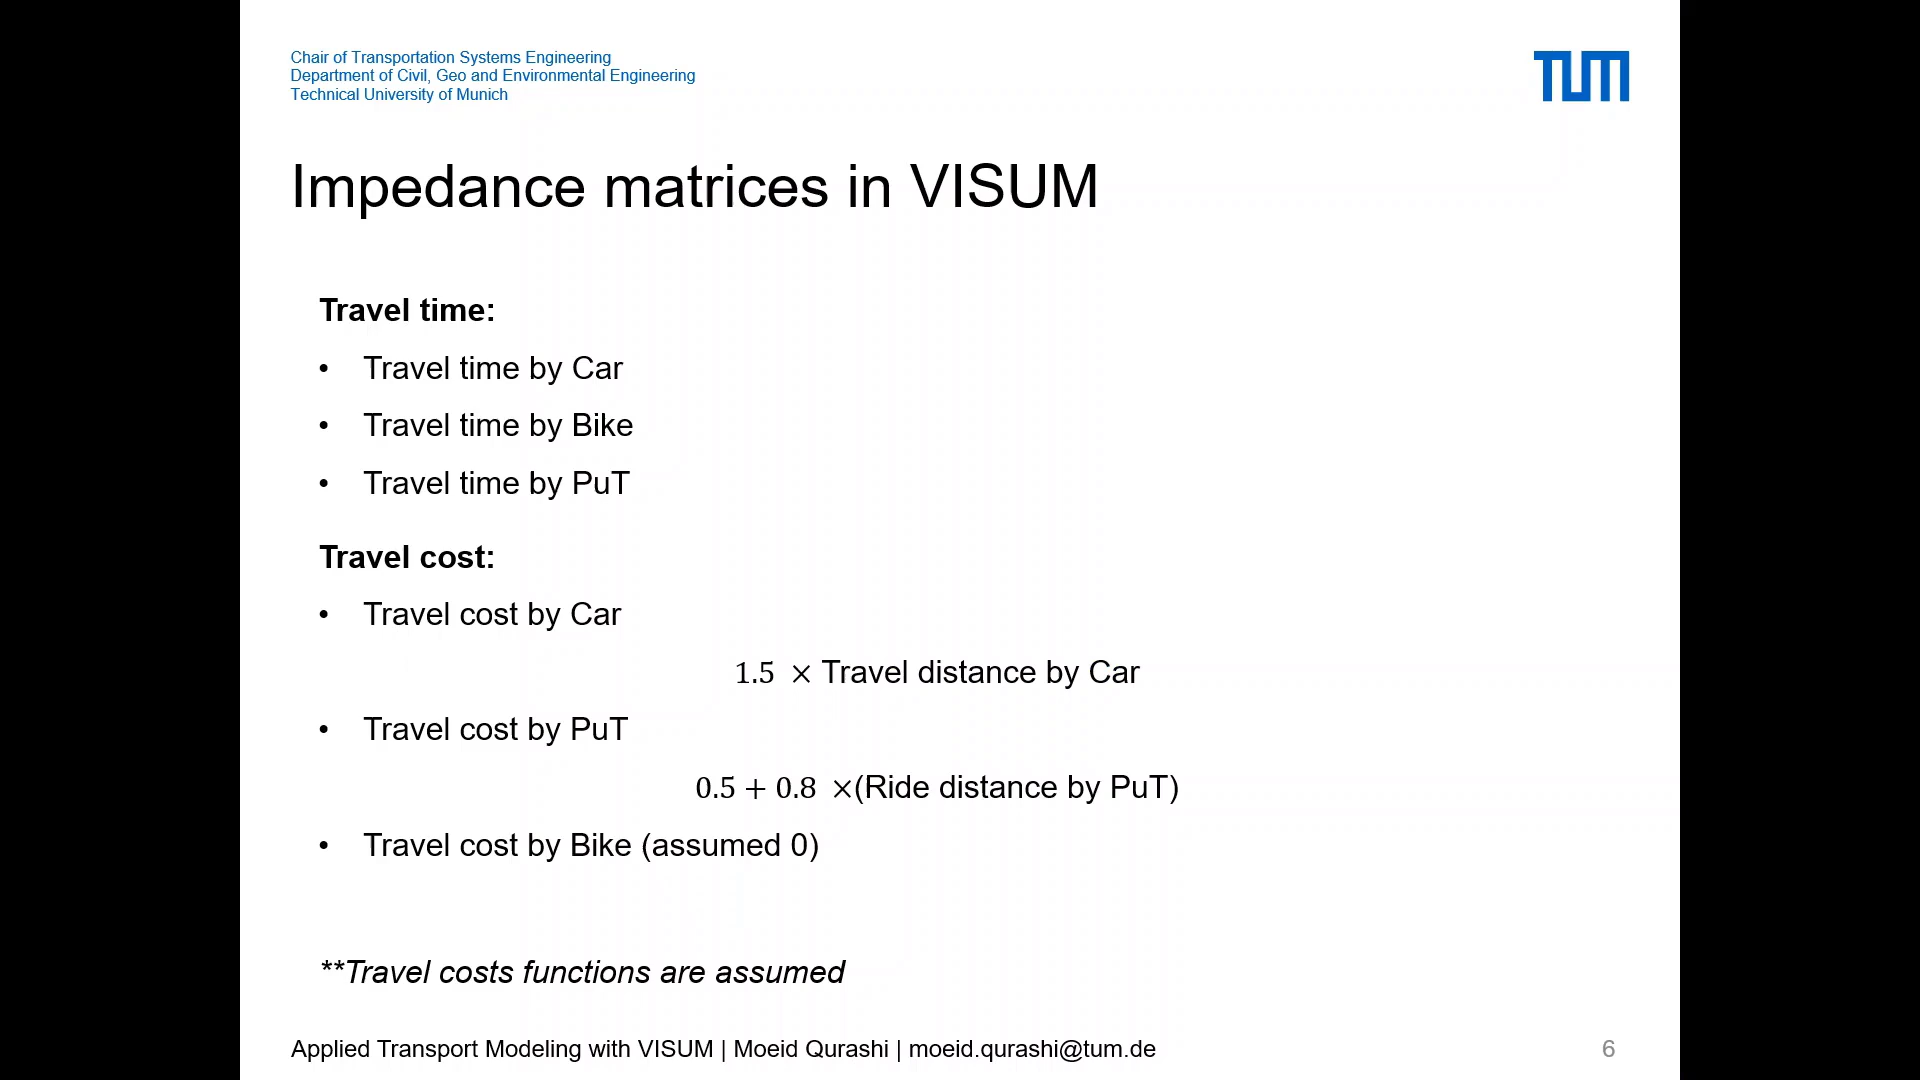 Chair of Transportation Systems Engineering
Department of Civil, Geo and Environmental Engineering
Technical University of Munich
TUM
Impedance matrices in VISUM
Travel time:
• Travel time by Car
• Travel time by Bike
• Travel time by PuT
Travel cost:
• Travel cost by Car
1.5 × Travel distance by Car
• Travel cost by PuT
0.5 + 0.8 ×(Ride distance by PuT)
• Travel cost by Bike (assumed 0)
**Travel costs functions are assumed
Applied Transport Modeling with VISUM | Moeid Qurashi | moeid.qurashi@tum.de
6